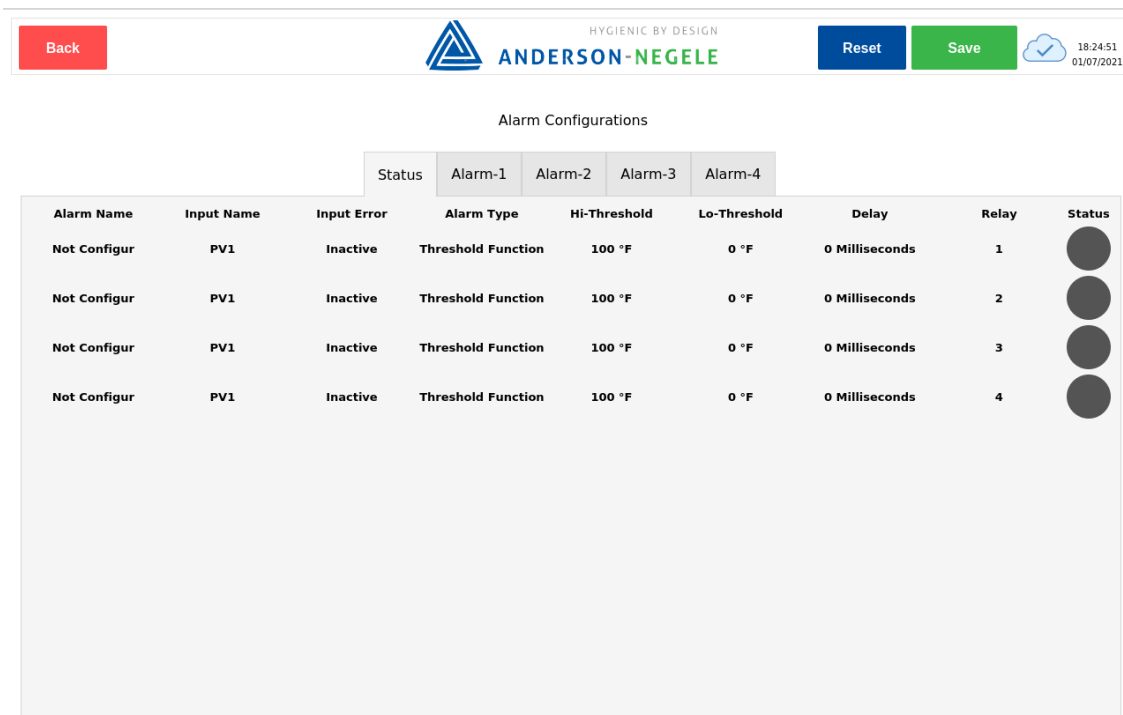 Back
HYGIENIC BY DESIGN
ANDERSON-NEGELE
Reset
Save
18:24:51
01/07/2021
Alarm Configurations
Status Alarm-1 Alarm-2 Alarm-3 Alarm-4
Alarm Name Input Name Input Error Alarm Type Hi-Threshold Lo-Threshold Delay Relay Status
Not Configur PV1 Inactive Threshold Function 100 °F 0 °F 0 Milliseconds 1
Not Configur PV1 Inactive Threshold Function 100 °F 0 °F 0 Milliseconds 2
Not Configur PV1 Inactive Threshold Function 100 °F 0 °F 0 Milliseconds 3
Not Configur PV1 Inactive Threshold Function 100 °F 0 °F 0 Milliseconds 4